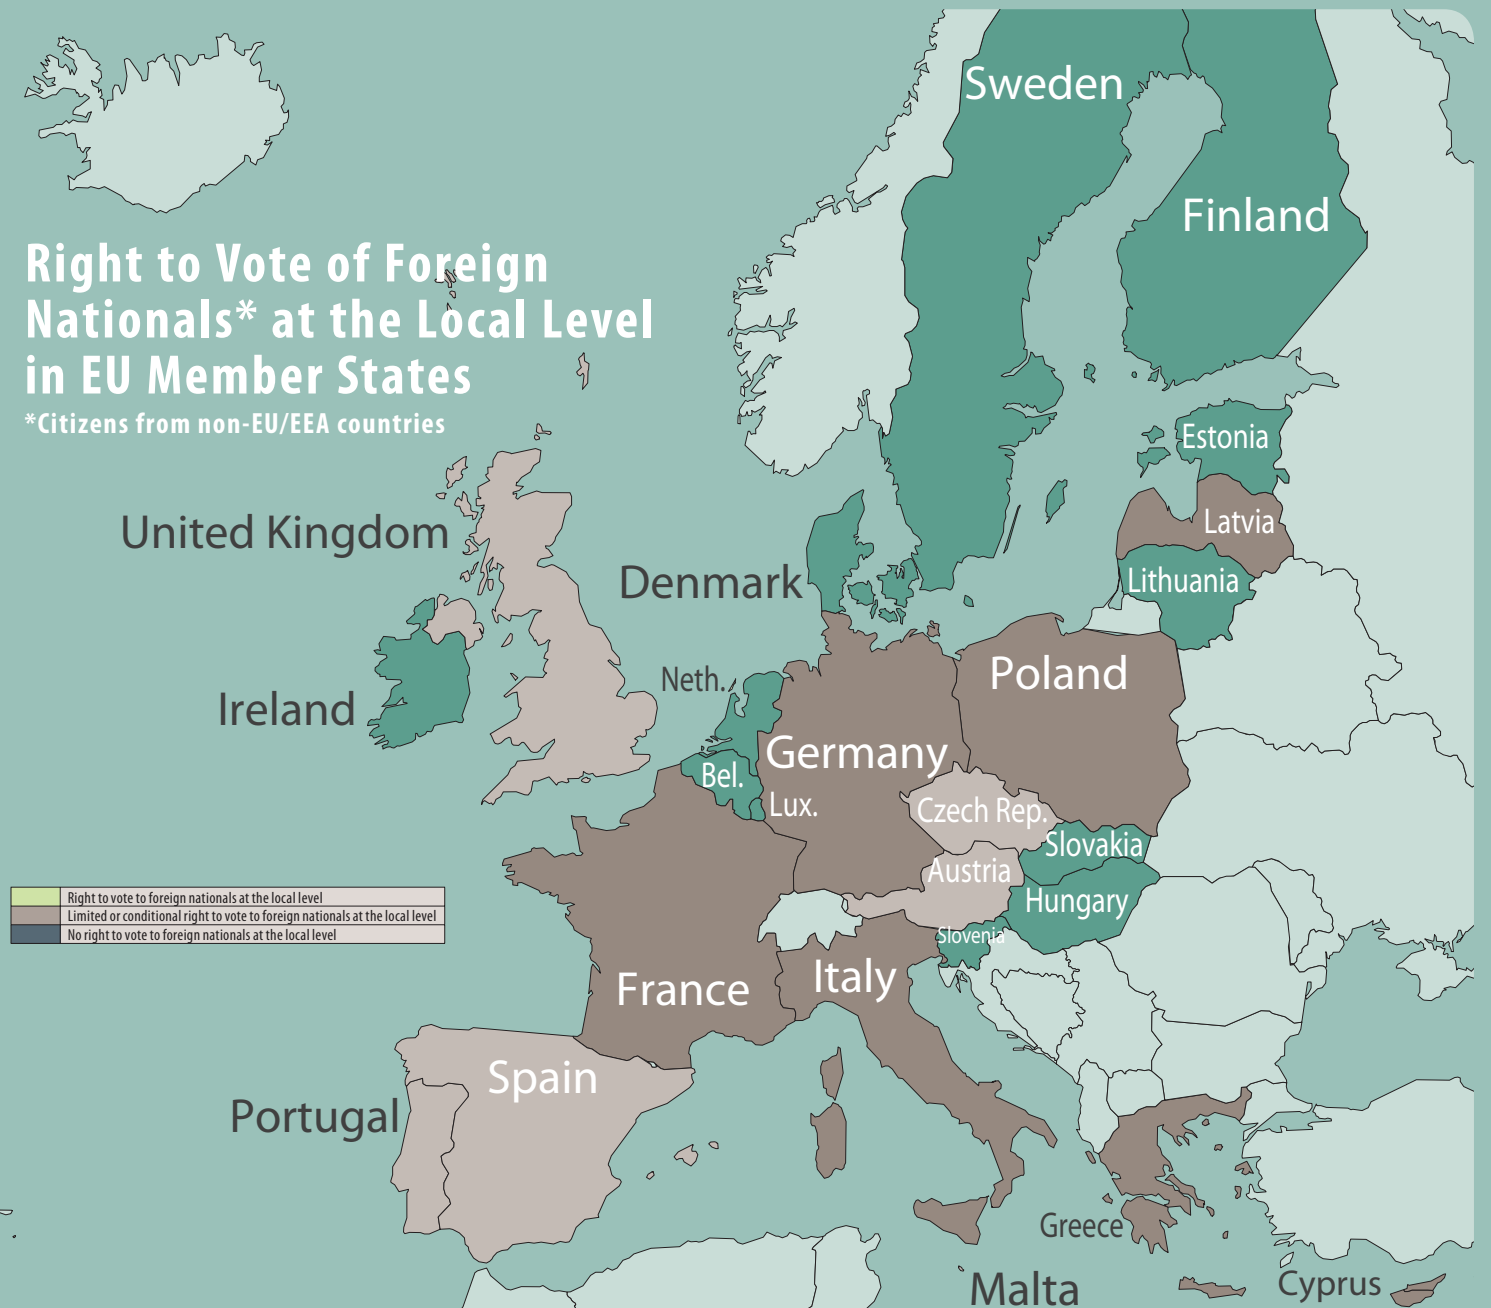 Sweden
Finland
Right to Vote of Foreign
Nationals* at the Local Level
in EU Member States
*Citizens from non-EU/EEA countries
Estonia
United Kingdom
Latvia
Denmark
Lithuania
Neth.
Poland
Ireland
Germany
Bel.
Lux.
Czech Rep.
Slovakia
Austria
Hungary
Right to vote to foreign nationals at the local level
Limited or conditional right to vote to foreign nationals at the local level
No right to vote to foreign nationals at the local level
Slovenia
Italy
France
Spain
Portugal
Greece
Malta
Cyprus